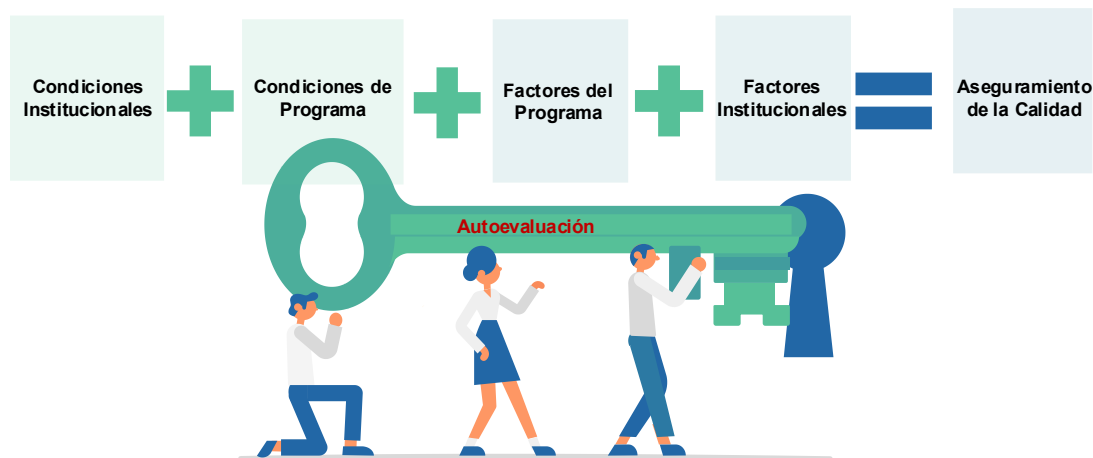 Condiciones
Institucionales
Condiciones de
Programa
Factores del
Programa
Factores
Institucionales
Aseguramiento
de la Calidad
Autoevaluación